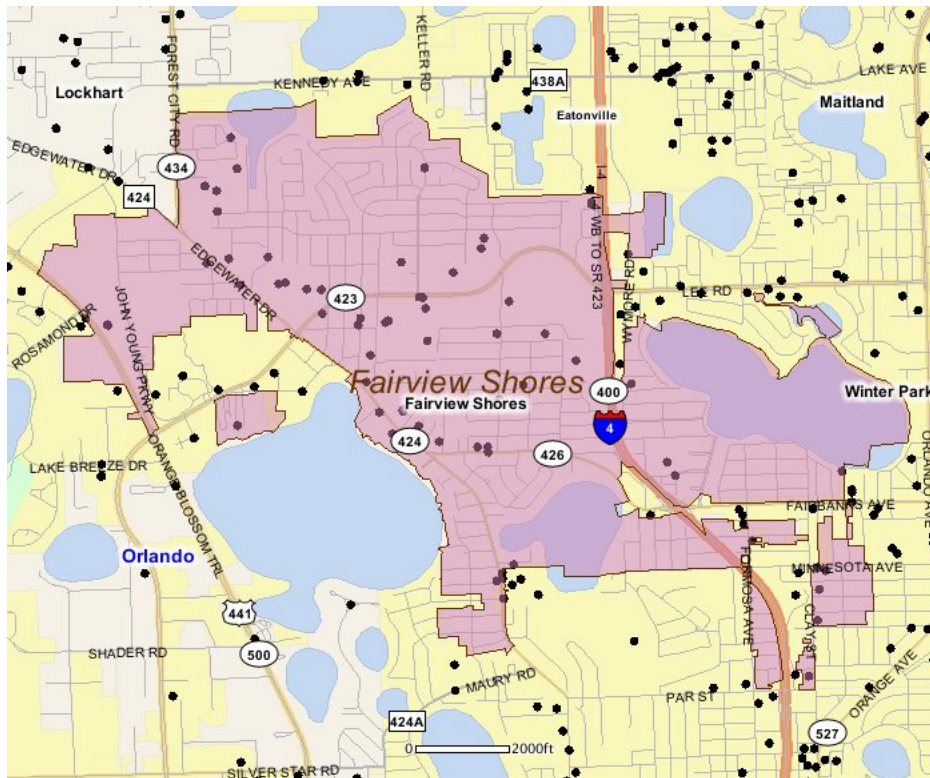 KENNEDY AVE
KELLER RD
438A
LAKE AVE
Lockhart
FOREST CITY RD
Maitland
Eatonville
EDGEWATER DR
434
424
I-4
I-4 WB TO SR 423
EDGEWATER DR
WYMORE RD
LEE RD
423
JOHN YOUNG PKWY
ROSAMOND DR
Fairview Shores
Fairview Shores
400
4
Winter Park
424
426
LAKE BREEZE DR
ORANGE BLOSSOM TRL
FAIRBANKS AVE
Orlando
MINNESOTA AVE
FORMOSA AVE
CLAY ST
441
500
SHADER RD
MAURY RD
PAR ST
ORANGE AVE
424A
527
0 2000ft
SILVER STAR RD